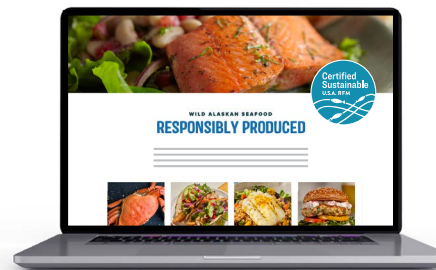 Certified
Sustainable
U.S.A. RFM
WILD ALASKAN SEAFOOD
RESPONSIBLY PRODUCED